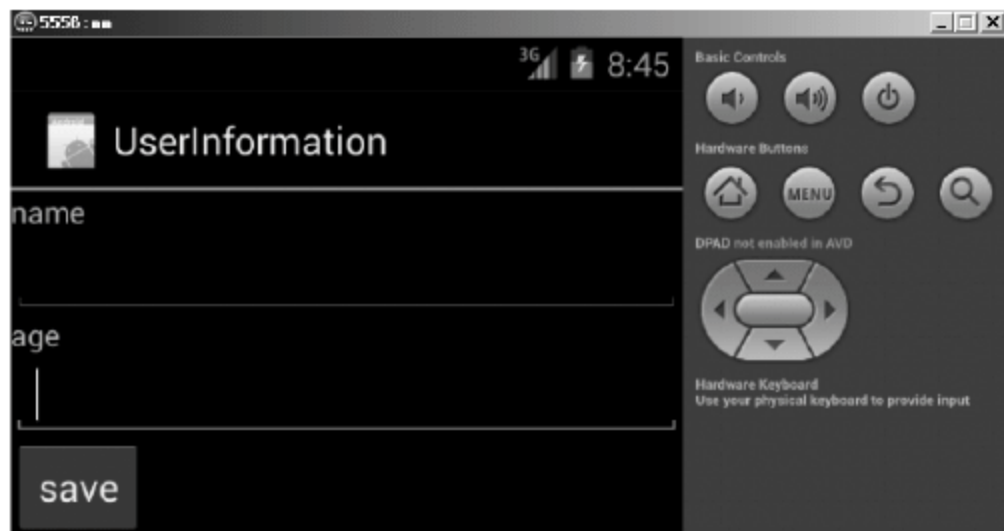 3G 8:45
UserInformation
name
age
save
Basic Controls
Hardware Buttons
MENU
DPAD not enabled in AVD
Hardware Keyboard
Use your physical keyboard to provide input